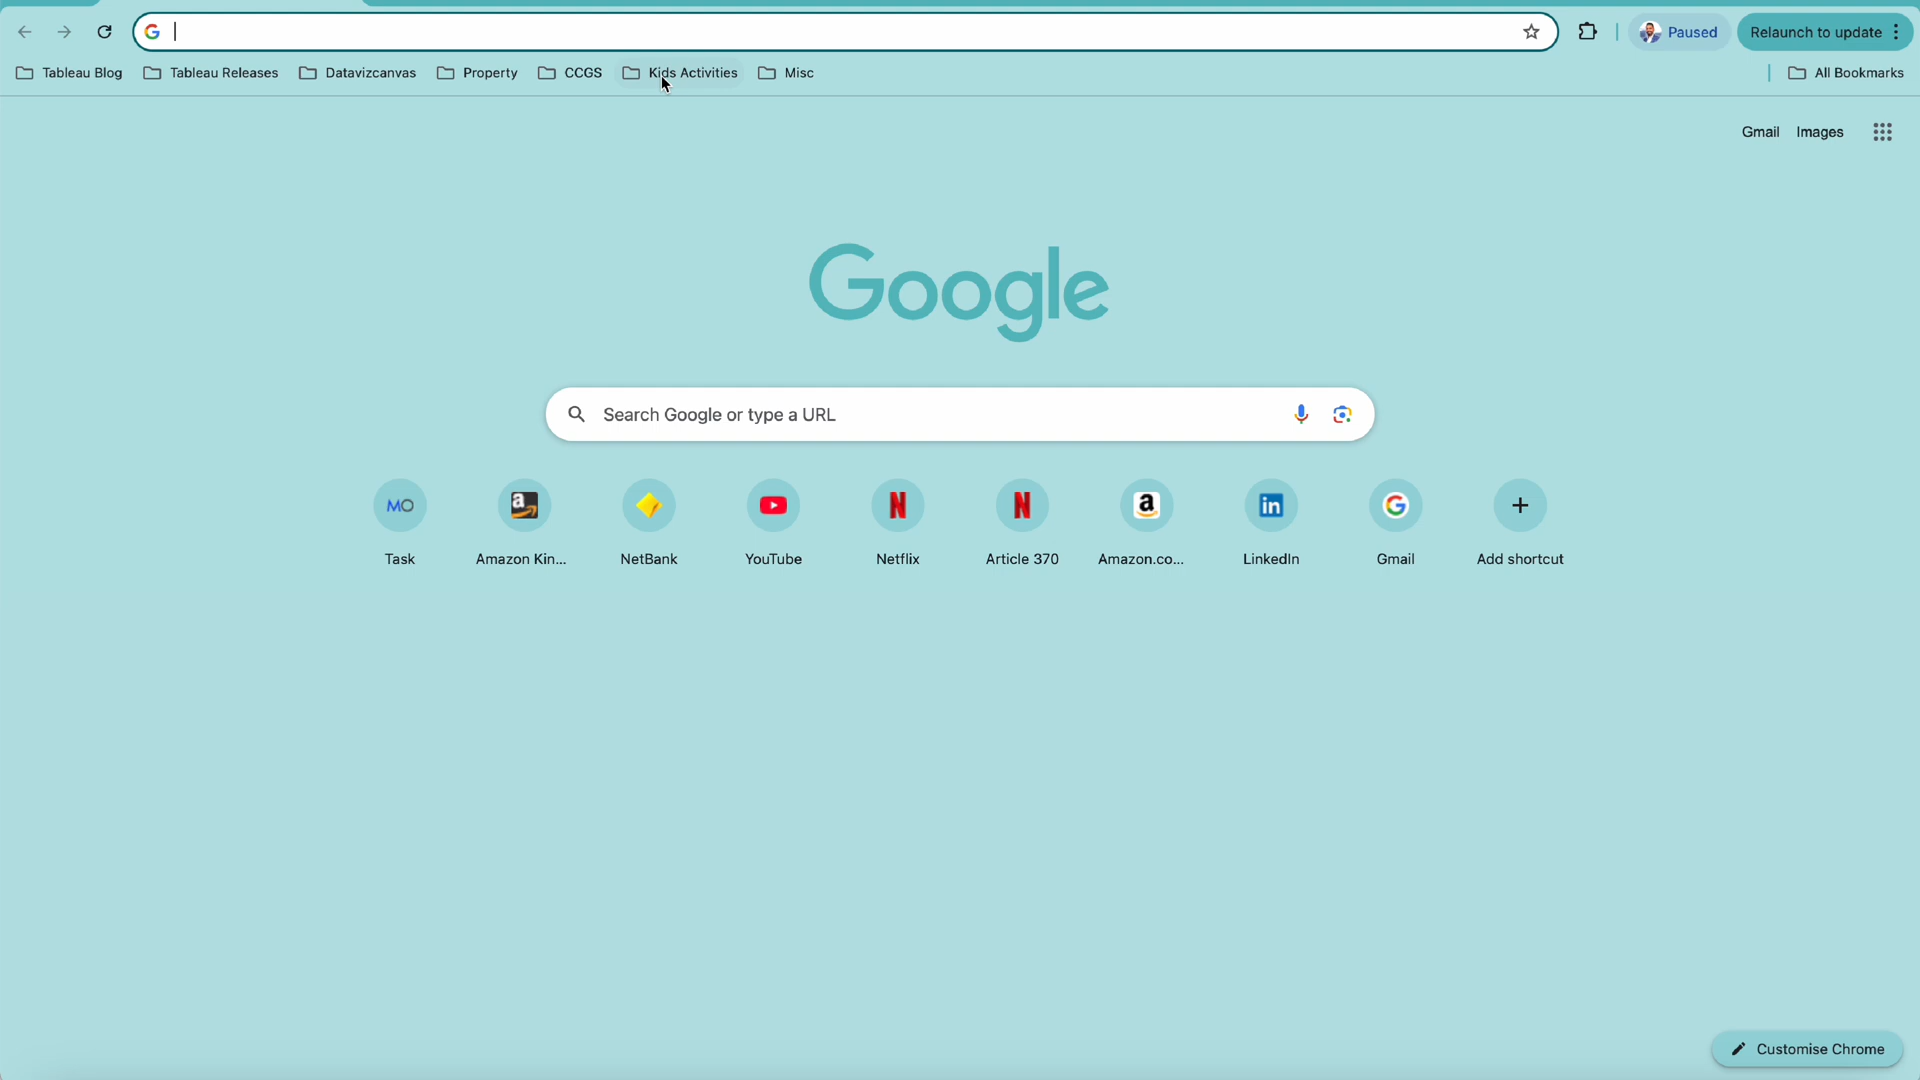 Paused
Relaunch to update
Tableau Blog
Tableau Releases
Datavizcanvas
Property
CCGS
Kids Activities
Misc
All Bookmarks
Gmail
Images
Google
Search Google or type a URL
MO
Task
Amazon Kin...
NetBank
YouTube
Netflix
Article 370
Amazon.co...
LinkedIn
Gmail
Add shortcut
Customise Chrome